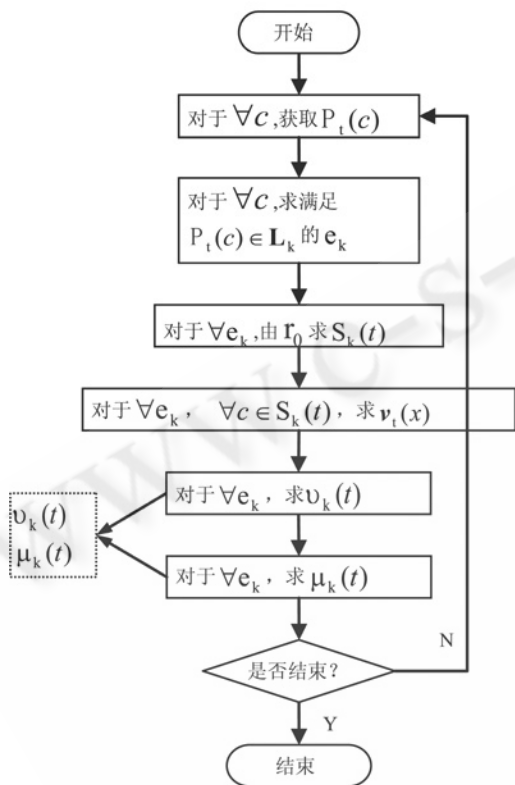 开始
对于 ∀c,获取 P_t(c)
对于 ∀c,求满足
P_t(c) ∈ L_k 的 e_k
对于 ∀e_k,由 r_0 求 S_k(t)
对于 ∀e_k, ∀c ∈ S_k(t), 求 v_t(x)
对于 ∀e_k, 求 υ_k(t)
υ_k(t)
μ_k(t)
对于 ∀e_k, 求 μ_k(t)
是否结束?
N
Y
结束
www.c-s-